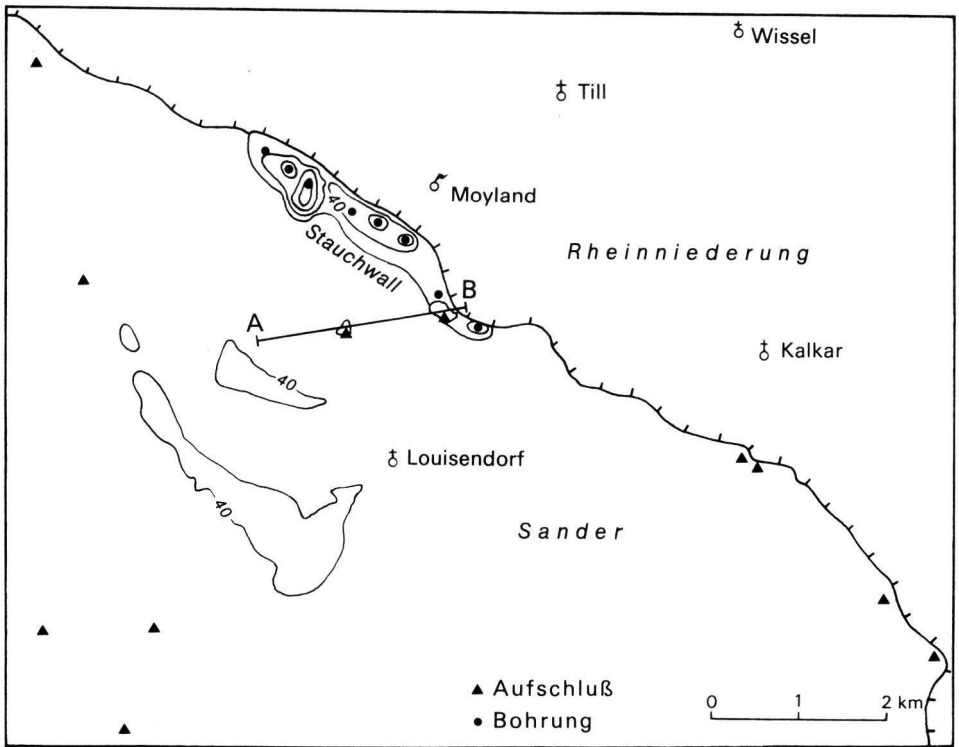 Wissel
Till
Moyland
40
Stauchwall
Rheinniederung
B
A
Kalkar
40
Louisendorf
40
Sander
Aufschluß
Bohrung
0 1 2 km